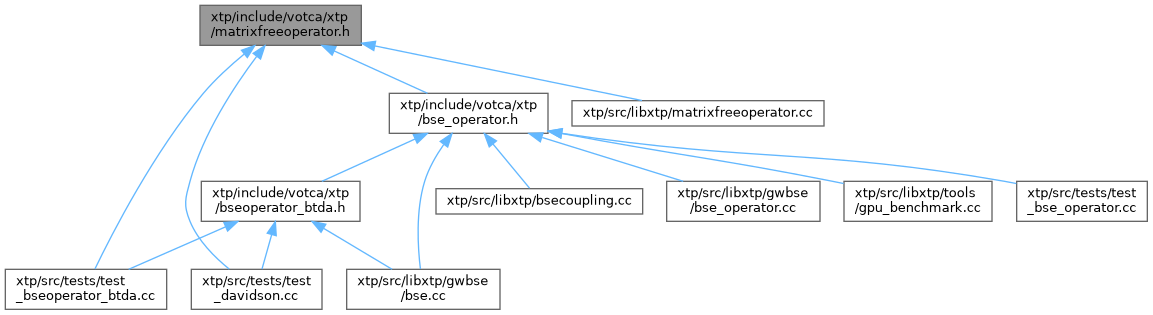 xtp/include/votca/xtp
/matrixfreeoperator.h
xtp/include/votca/xtp
/bse_operator.h
xtp/src/libxtp/matrixfreeoperator.cc
xtp/include/votca/xtp
/bseoperator_btda.h
xtp/src/libxtp/bsecoupling.cc
xtp/src/libxtp/gwbse
/bse_operator.cc
xtp/src/libxtp/tools
/gpu_benchmark.cc
xtp/src/tests/test
_bse_operator.cc
xtp/src/tests/test
_bseoperator_btda.cc
xtp/src/tests/test
_davidson.cc
xtp/src/libxtp/gwbse
/bse.cc